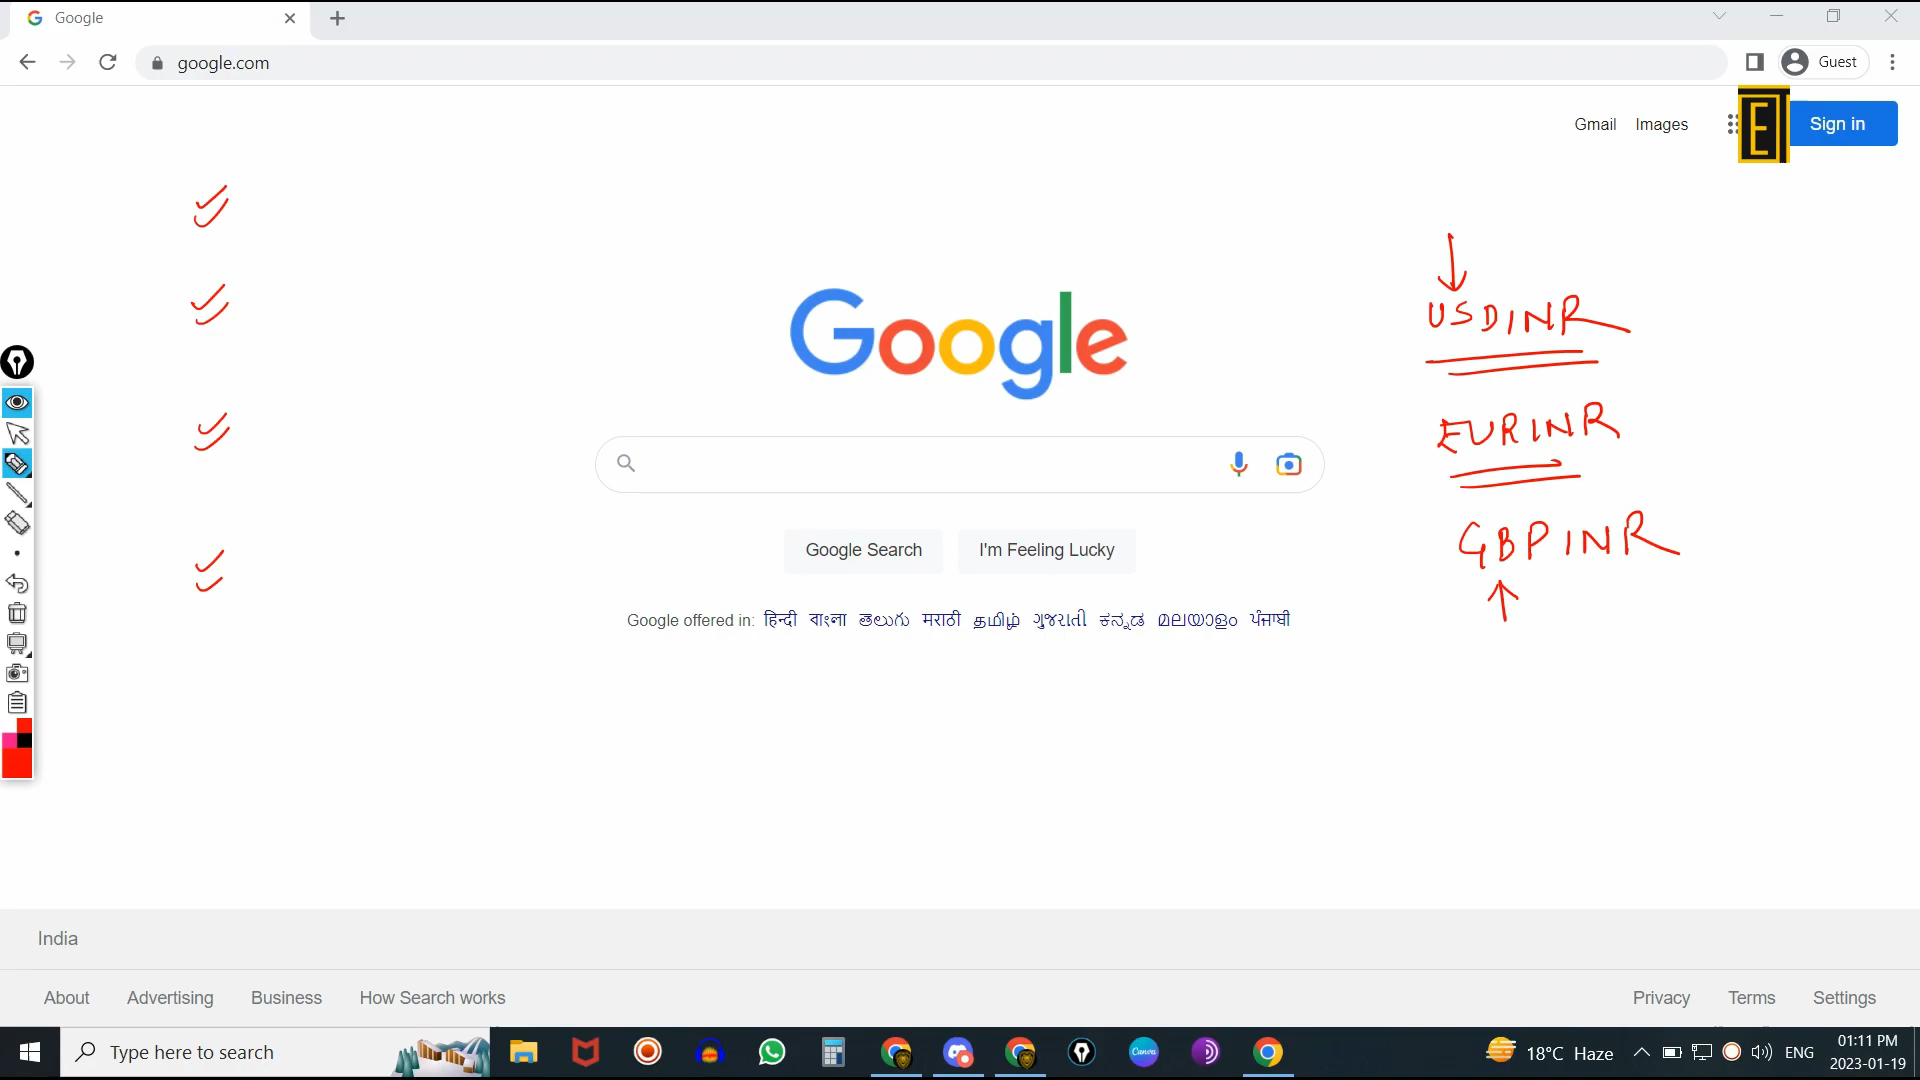 Google
google.com
Guest
Gmail Images
E Sign in
Google
USDINR
EURINR
GBPINR
Google Search I'm Feeling Lucky
Google offered in: हिन्दी বাংলা తెలుగు मराठी தமிழ் ગુજરાતી ಕನ್ನಡ മലയാളം ਪੰਜਾਬੀ
India
About Advertising Business How Search works
Privacy Terms Settings
Type here to search
Canva
18°C Haze
ENG
01:11 PM
2023-01-19